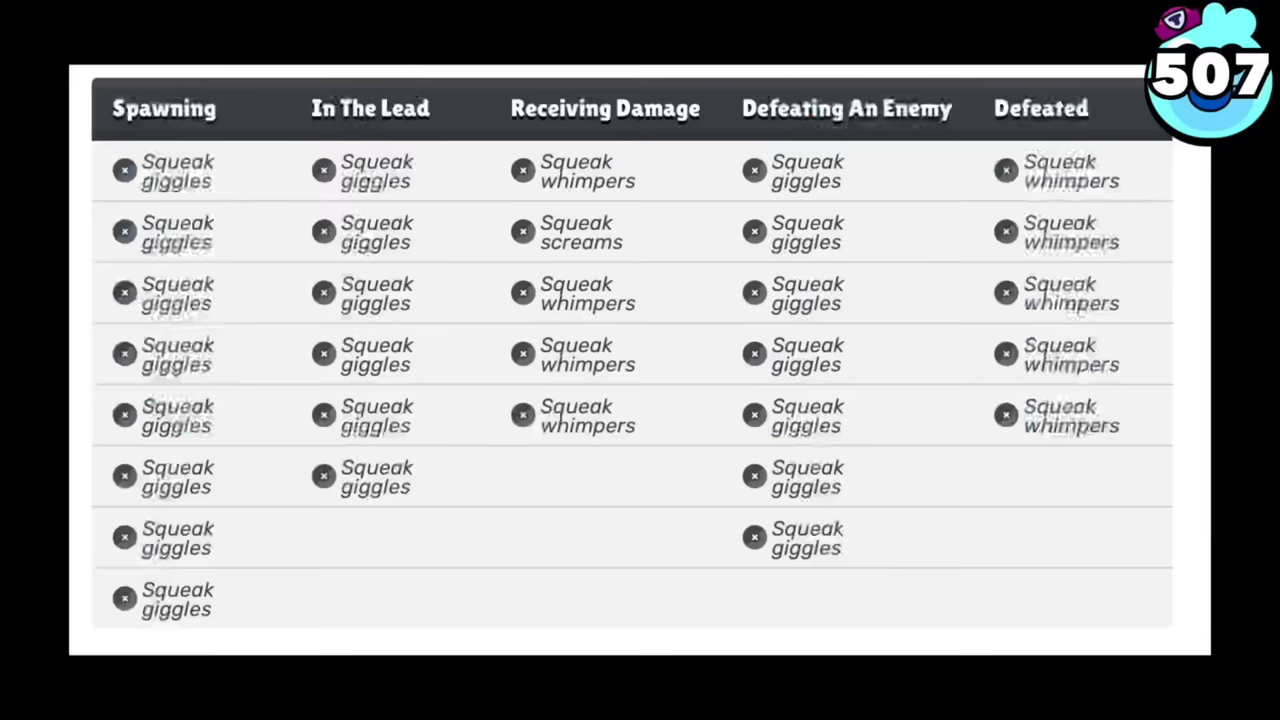 507
Spawning In The Lead Receiving Damage Defeating An Enemy Defeated
Squeak Squeak Squeak Squeak Squeak
giggles giggles whimpers giggles whimpers
Squeak Squeak Squeak Squeak Squeak
giggles giggles screams giggles whimpers
Squeak Squeak Squeak Squeak Squeak
giggles giggles whimpers giggles whimpers
Squeak Squeak Squeak Squeak Squeak
giggles giggles whimpers giggles whimpers
Squeak Squeak Squeak Squeak Squeak
giggles giggles whimpers giggles whimpers
Squeak Squeak Squeak
giggles giggles giggles
Squeak Squeak
giggles giggles
Squeak
giggles